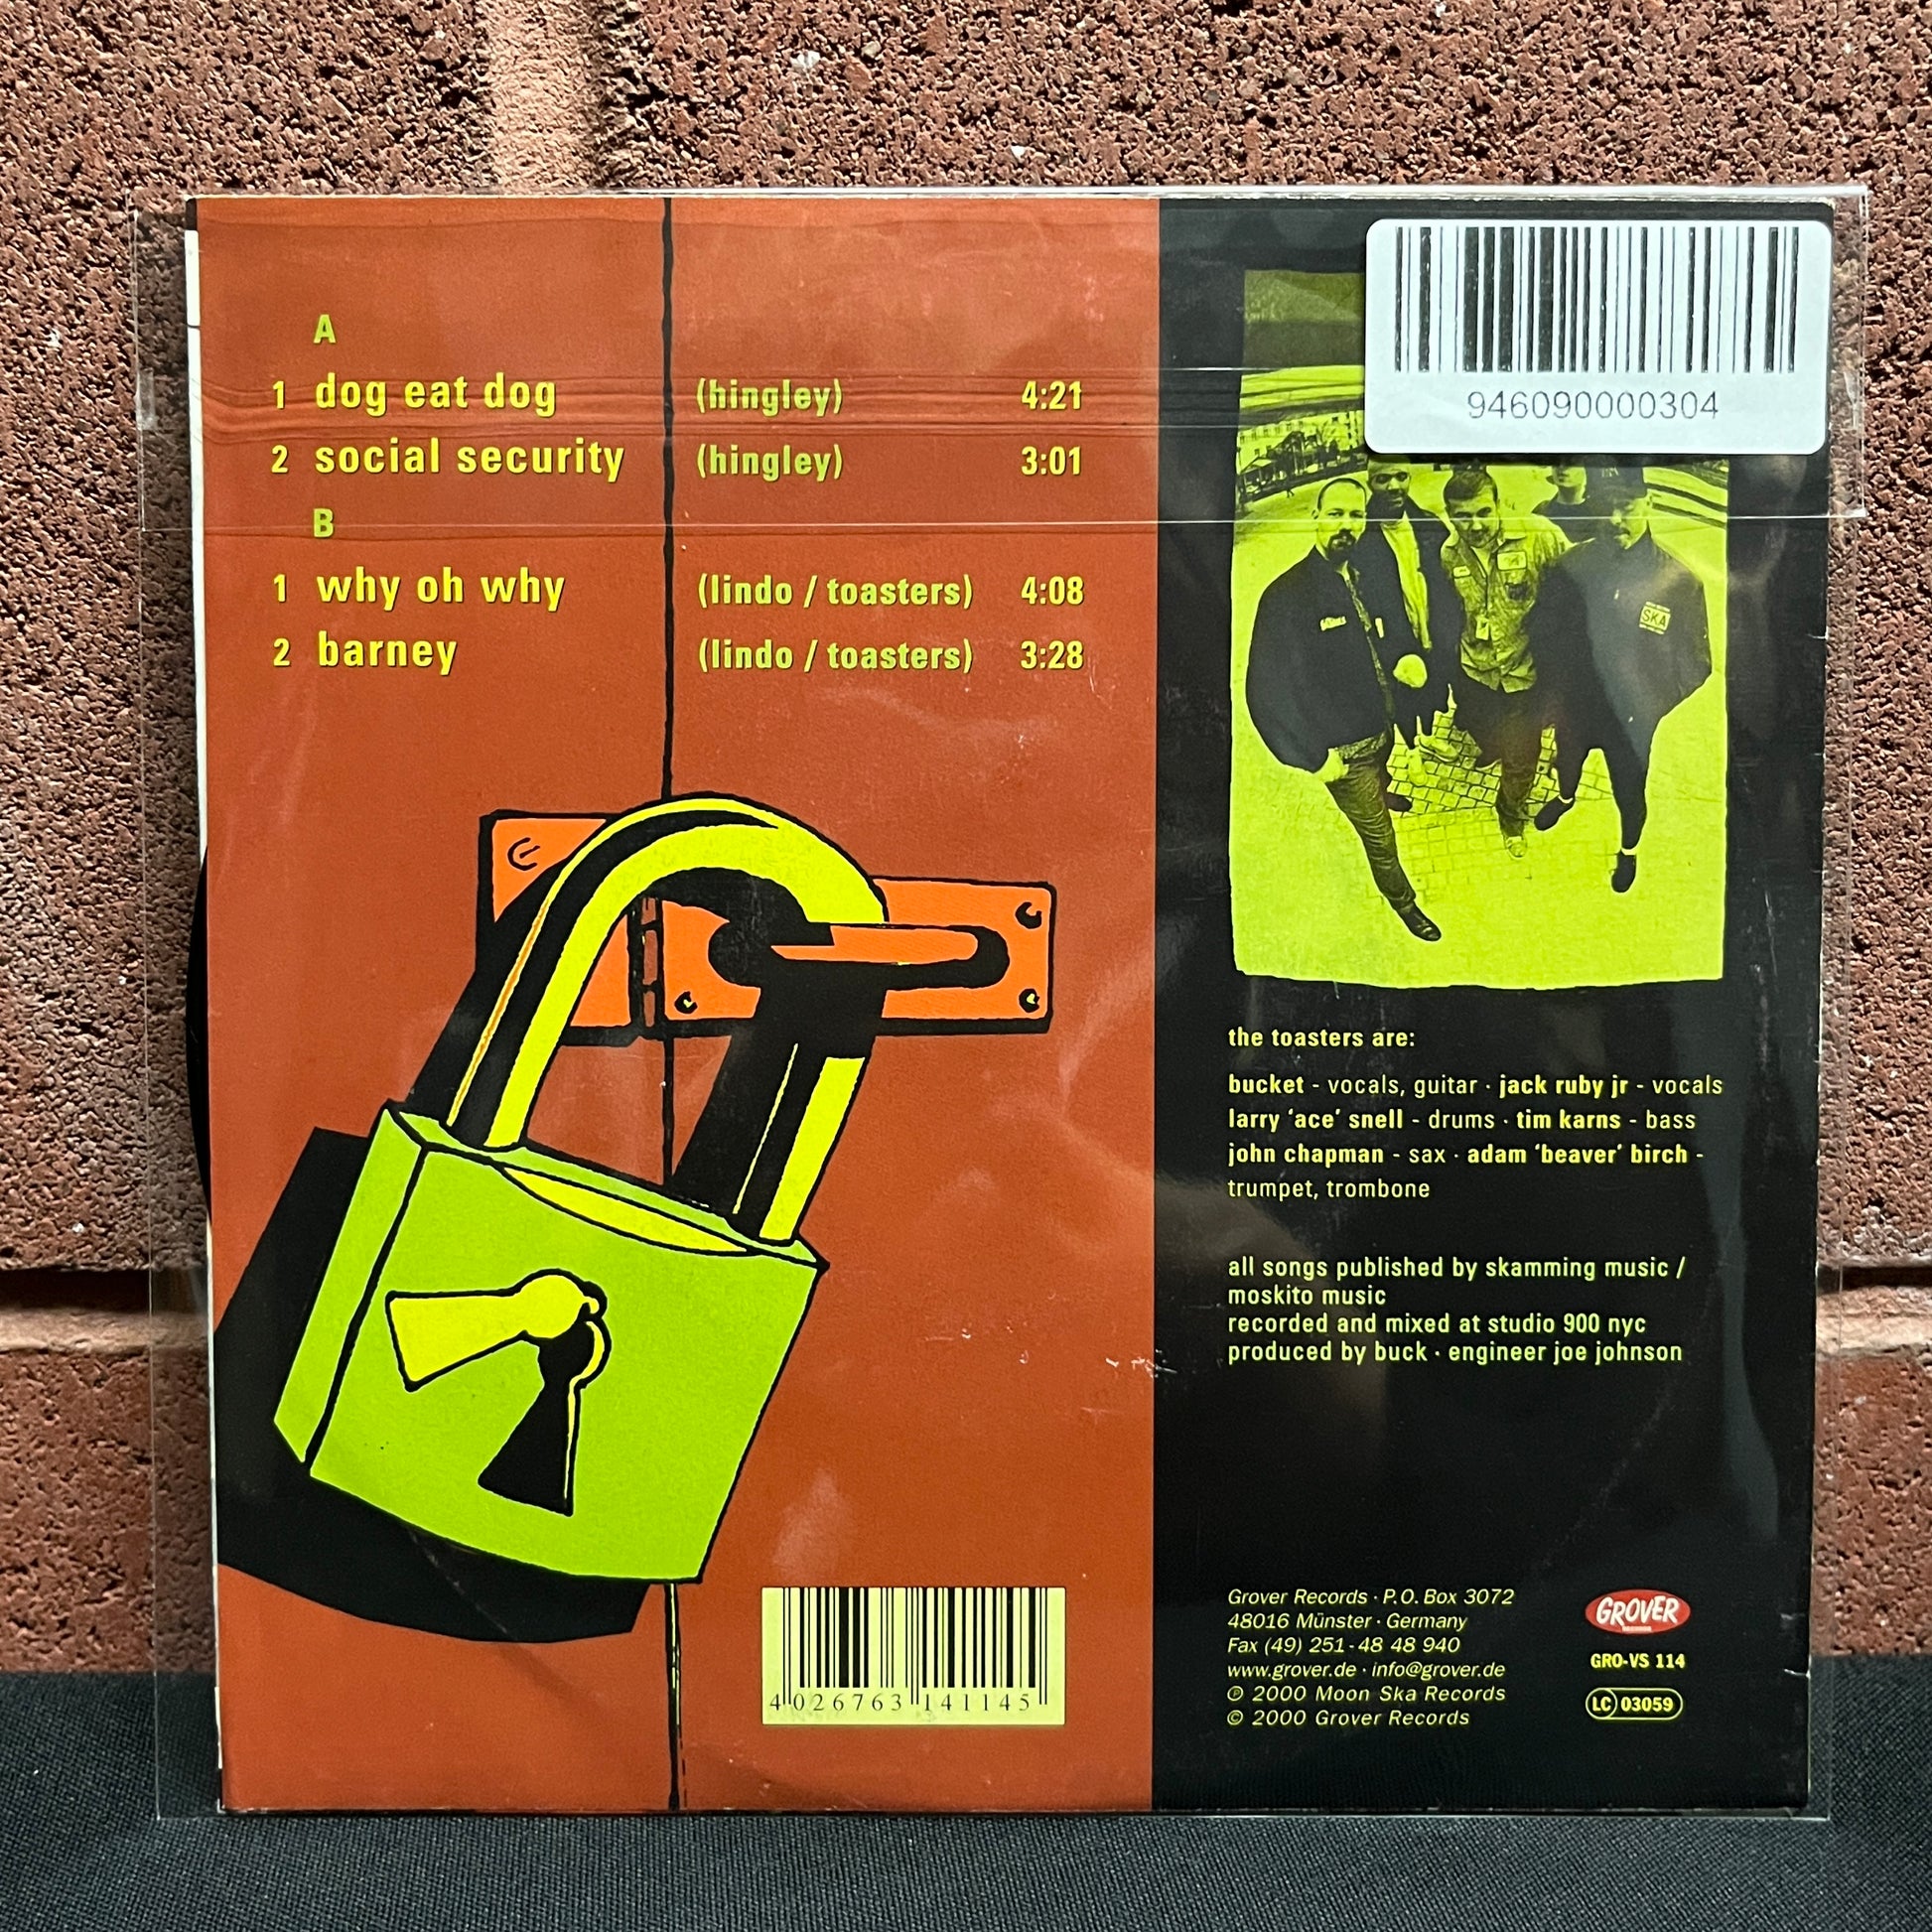 A
1 dog eat dog (hingley) 4:21
2 social security (hingley) 3:01
B
1 why oh why (lindo / toasters) 4:08
2 barney (lindo / toasters) 3:28
4 026763 141145
946090000304
SKA
the toasters are:
bucket - vocals, guitar · jack ruby jr - vocals
larry ‘ace’ snell - drums · tim karns - bass
john chapman - sax · adam ‘beaver’ birch -
trumpet, trombone
all songs published by skamming music /
moskito music
recorded and mixed at studio 900 nyc
produced by buck · engineer joe johnson
Grover Records · P.O. Box 3072
48016 Münster · Germany
Fax (49) 251 - 48 48 940
www.grover.de · info@grover.de
℗ 2000 Moon Ska Records
© 2000 Grover Records
GROVER
RECORDS
GRO-VS 114
LC 03059